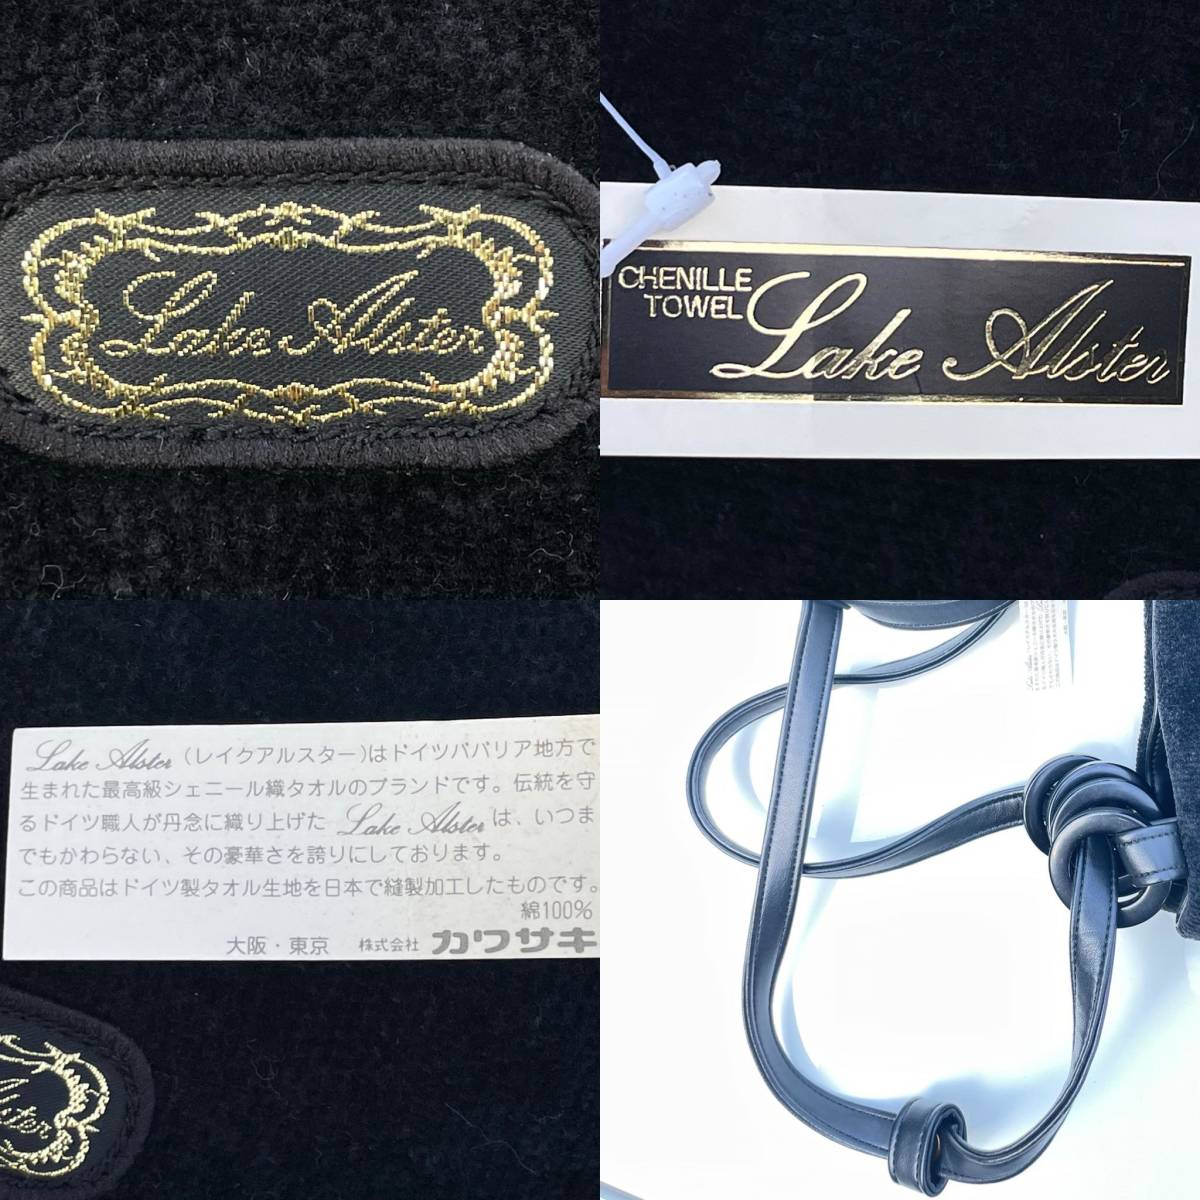 Lake Alster
CHENILLE
TOWEL
Lake Alster
Lake Alster (レイクアルスター)はドイツババリア地方で
生まれた最高級シェニール織タオルのブランドです。伝統を守
るドイツ職人が丹念に織り上げた Lake Alster は、いつま
でもかわらない、その豪華さを誇りにしております。
この商品はドイツ製タオル生地を日本で縫製加工したものです。
綿100%
大阪・東京 株式会社 カワサキ
Alster